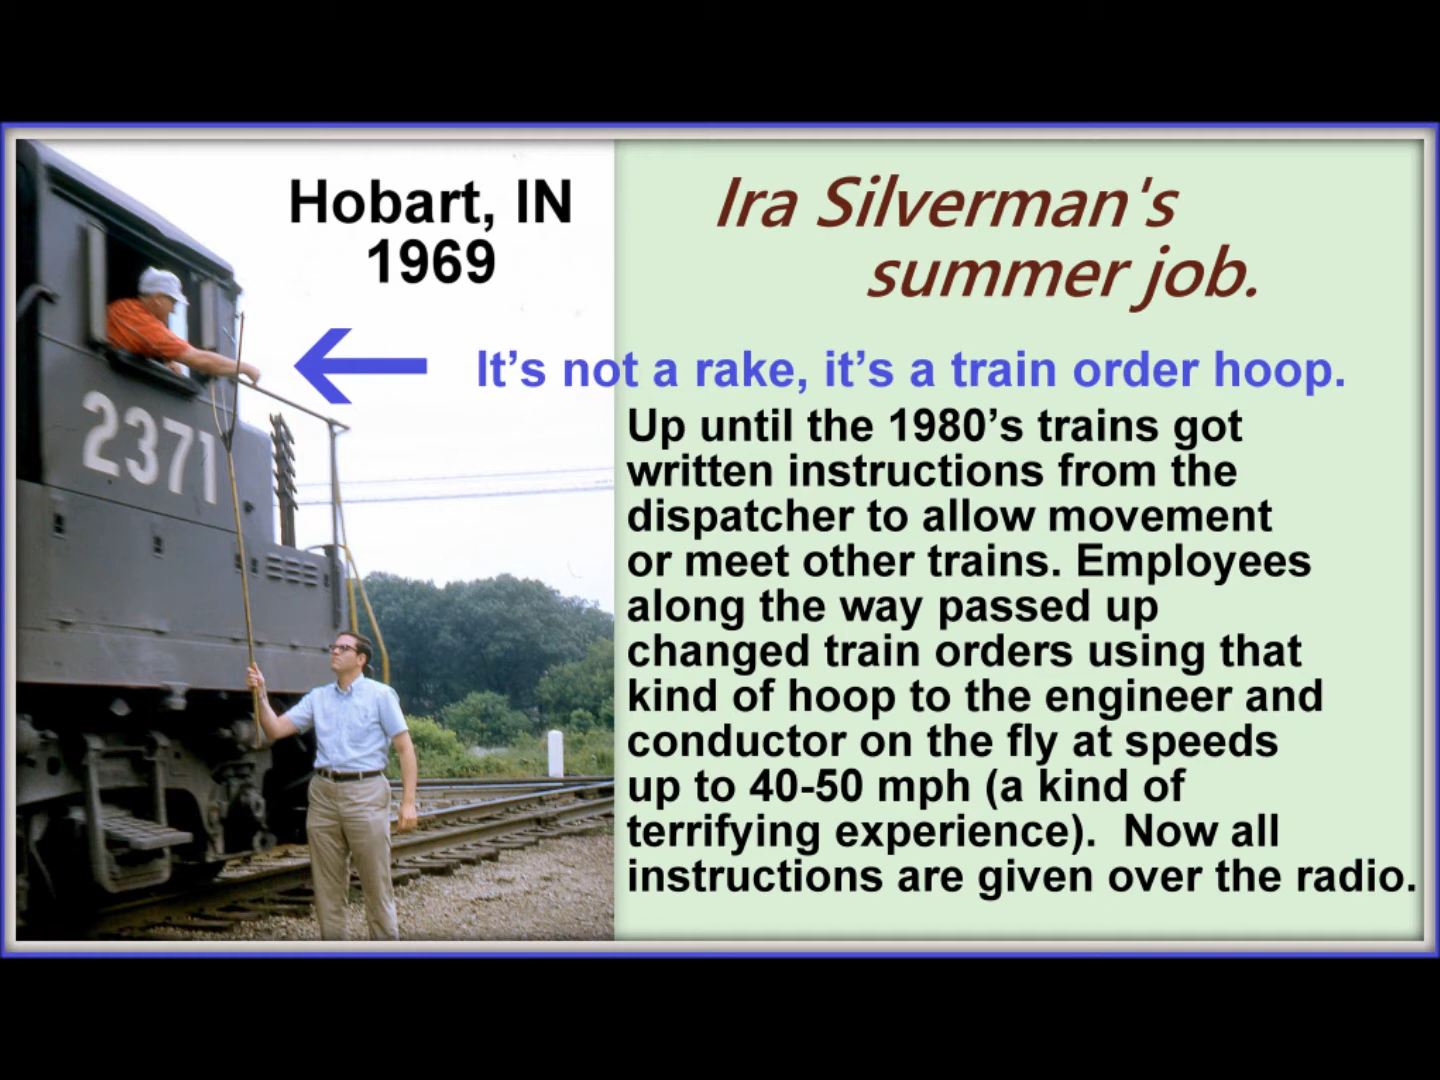 Hobart, IN
1969
Ira Silverman's
summer job.
It’s not a rake, it’s a train order hoop.
Up until the 1980’s trains got
written instructions from the
dispatcher to allow movement
or meet other trains. Employees
along the way passed up
changed train orders using that
kind of hoop to the engineer and
conductor on the fly at speeds
up to 40-50 mph (a kind of
terrifying experience).  Now all
instructions are given over the radio.
2371